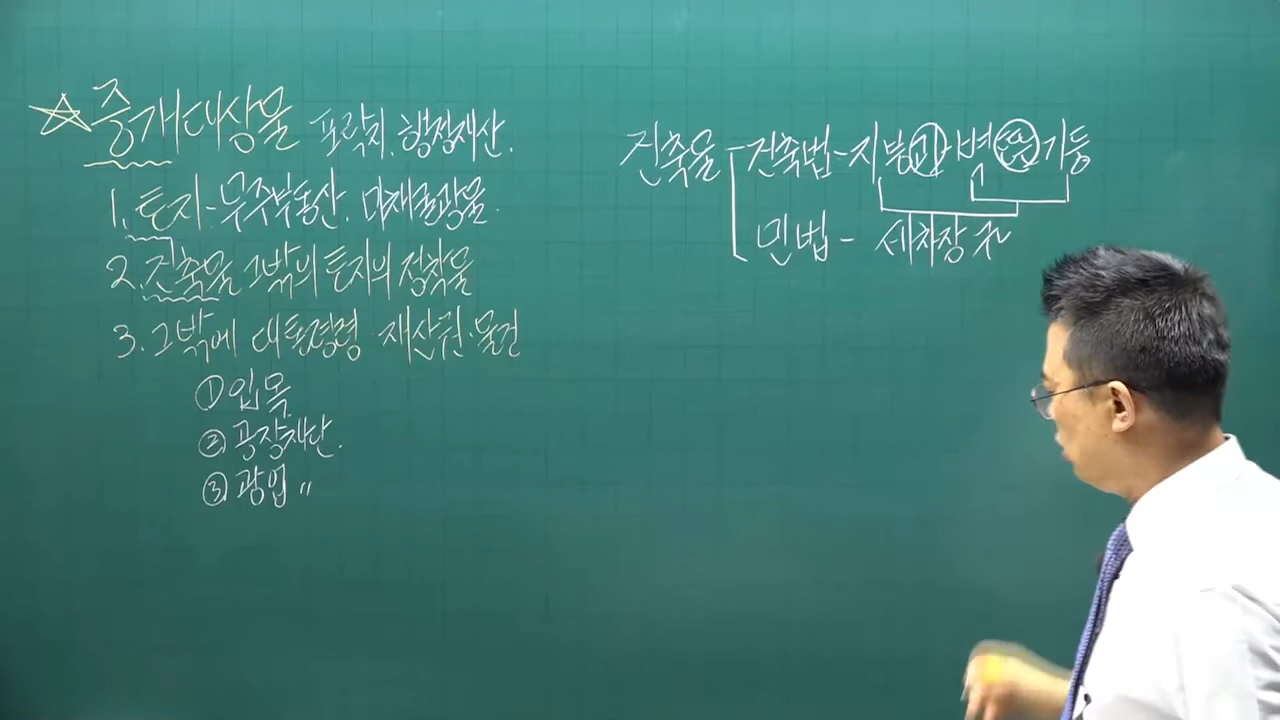 ☆중개대상물 포락지. 행정재산.
1. 토지-무주부동산. 미채굴광물.
2. 건축물 그밖의 토지의 정착물
3. 그밖에 대통령령 재산권·물건
① 입목
② 공장재단.
③ 광업 〃
건축물 - 건축법 - 지붕 기둥
민법 - 세차장